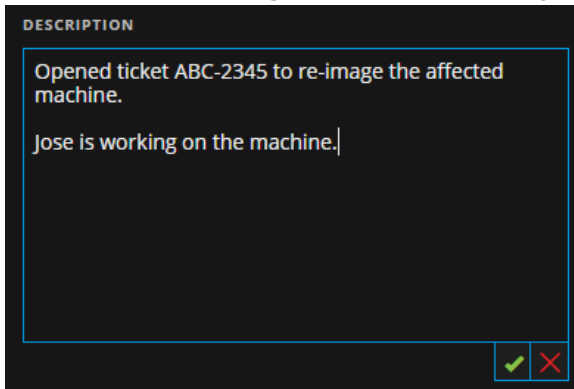 DESCRIPTION
Opened ticket ABC-2345 to re-image the affected
machine.
Jose is working on the machine.